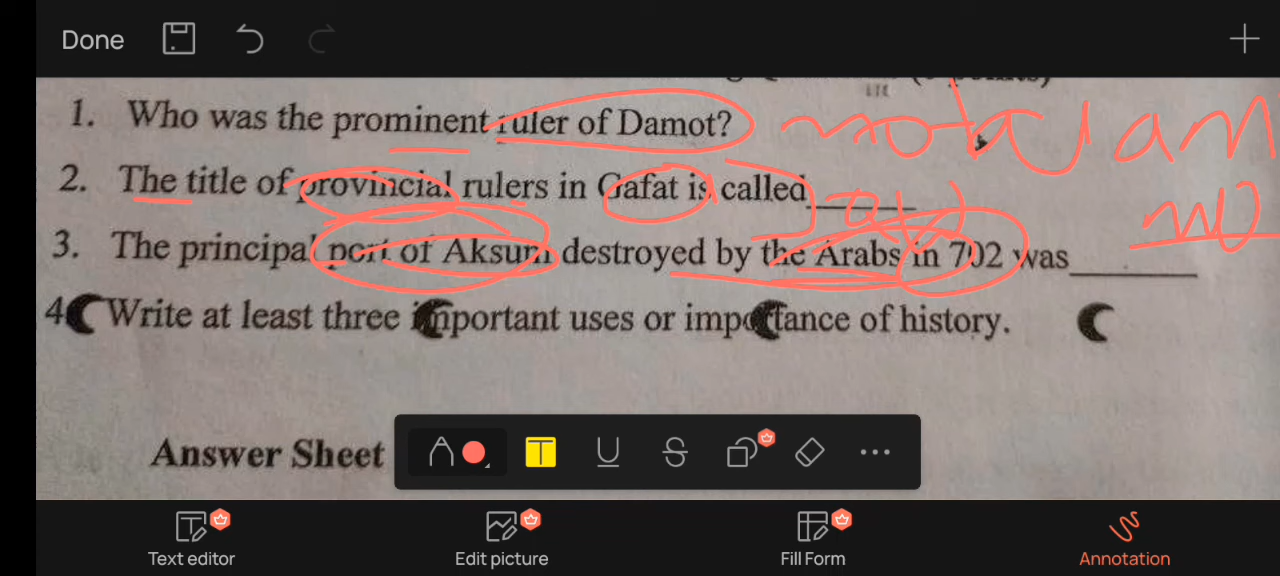 Done
1. Who was the prominent ruler of Damot?
2. The title of provincial rulers in Gafat is called_______
3. The principal port of Aksum destroyed by the Arabs in 702 was_______
4 Write at least three important uses or importance of history.
Answer Sheet
T
U
S
Text editor
Edit picture
Fill Form
Annotation